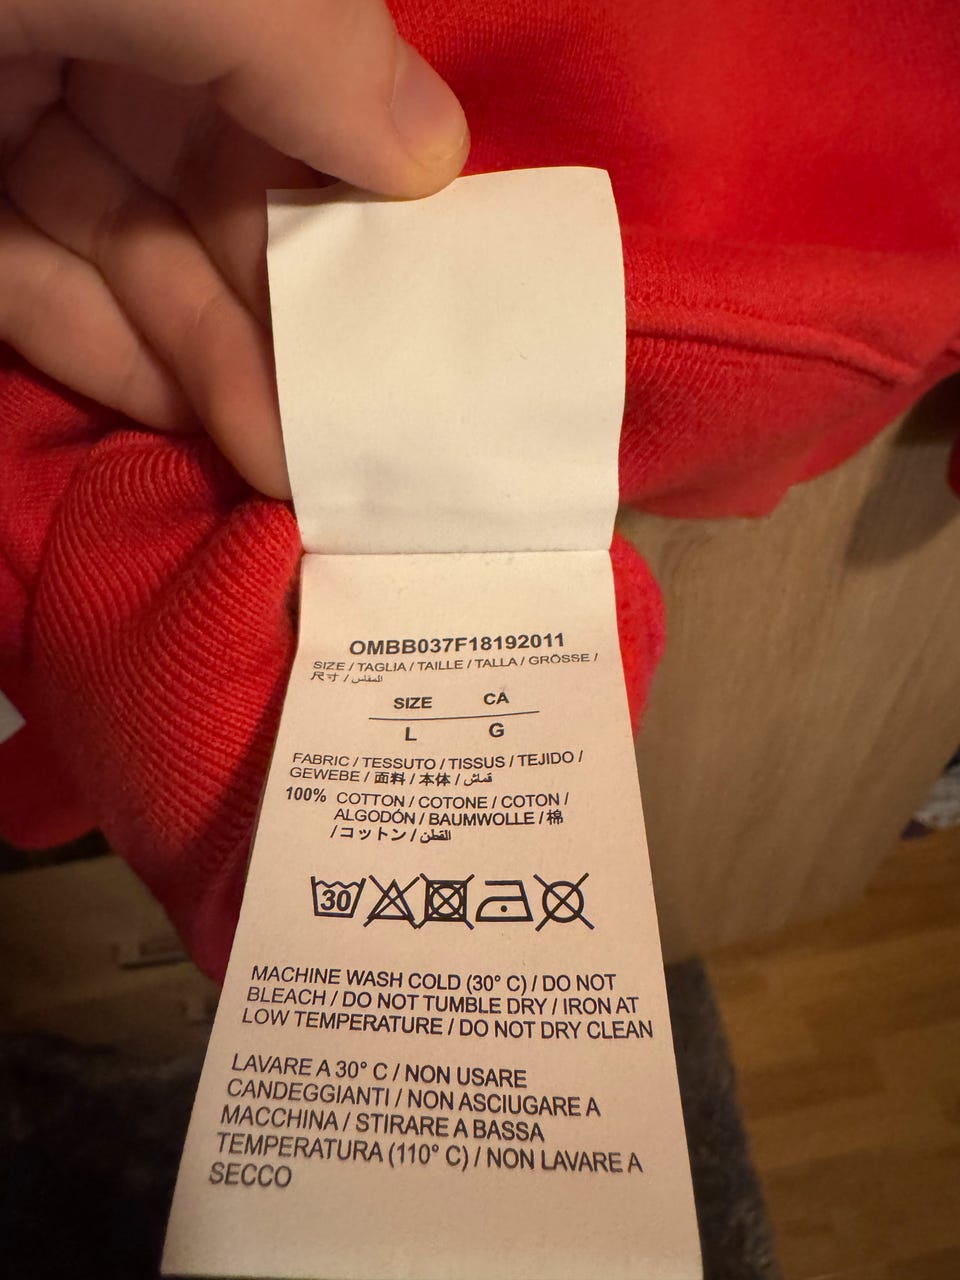 OMBB037F18192011
SIZE / TAGLIA / TAILLE / TALLA / GRÖSSE /
尺寸 / المقاس
SIZE CA
L G
FABRIC / TESSUTO / TISSUS / TEJIDO /
GEWEBE / 面料 / 本体 / قماش
100% COTTON / COTONE / COTON /
ALGODÓN / BAUMWOLLE / 棉
/ コットン / القطن
30
MACHINE WASH COLD (30° C) / DO NOT
BLEACH / DO NOT TUMBLE DRY / IRON AT
LOW TEMPERATURE / DO NOT DRY CLEAN
LAVARE A 30° C / NON USARE
CANDEGGIANTI / NON ASCIUGARE A
MACCHINA / STIRARE A BASSA
TEMPERATURA (110° C) / NON LAVARE A
SECCO